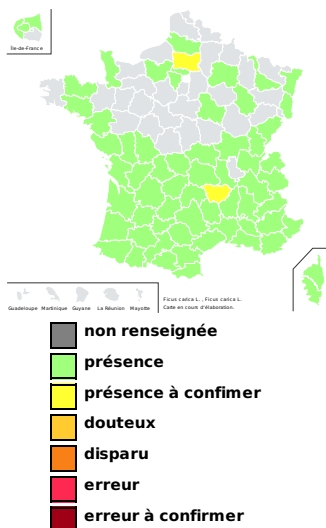 Île-de-France
Guadeloupe Martinique Guyane La Réunion Mayotte
Ficus carica L. , Ficus carica L.
Carte en cours d'élaboration.
non renseignée
présence
présence à confimer
douteux
disparu
erreur
erreur à confirmer